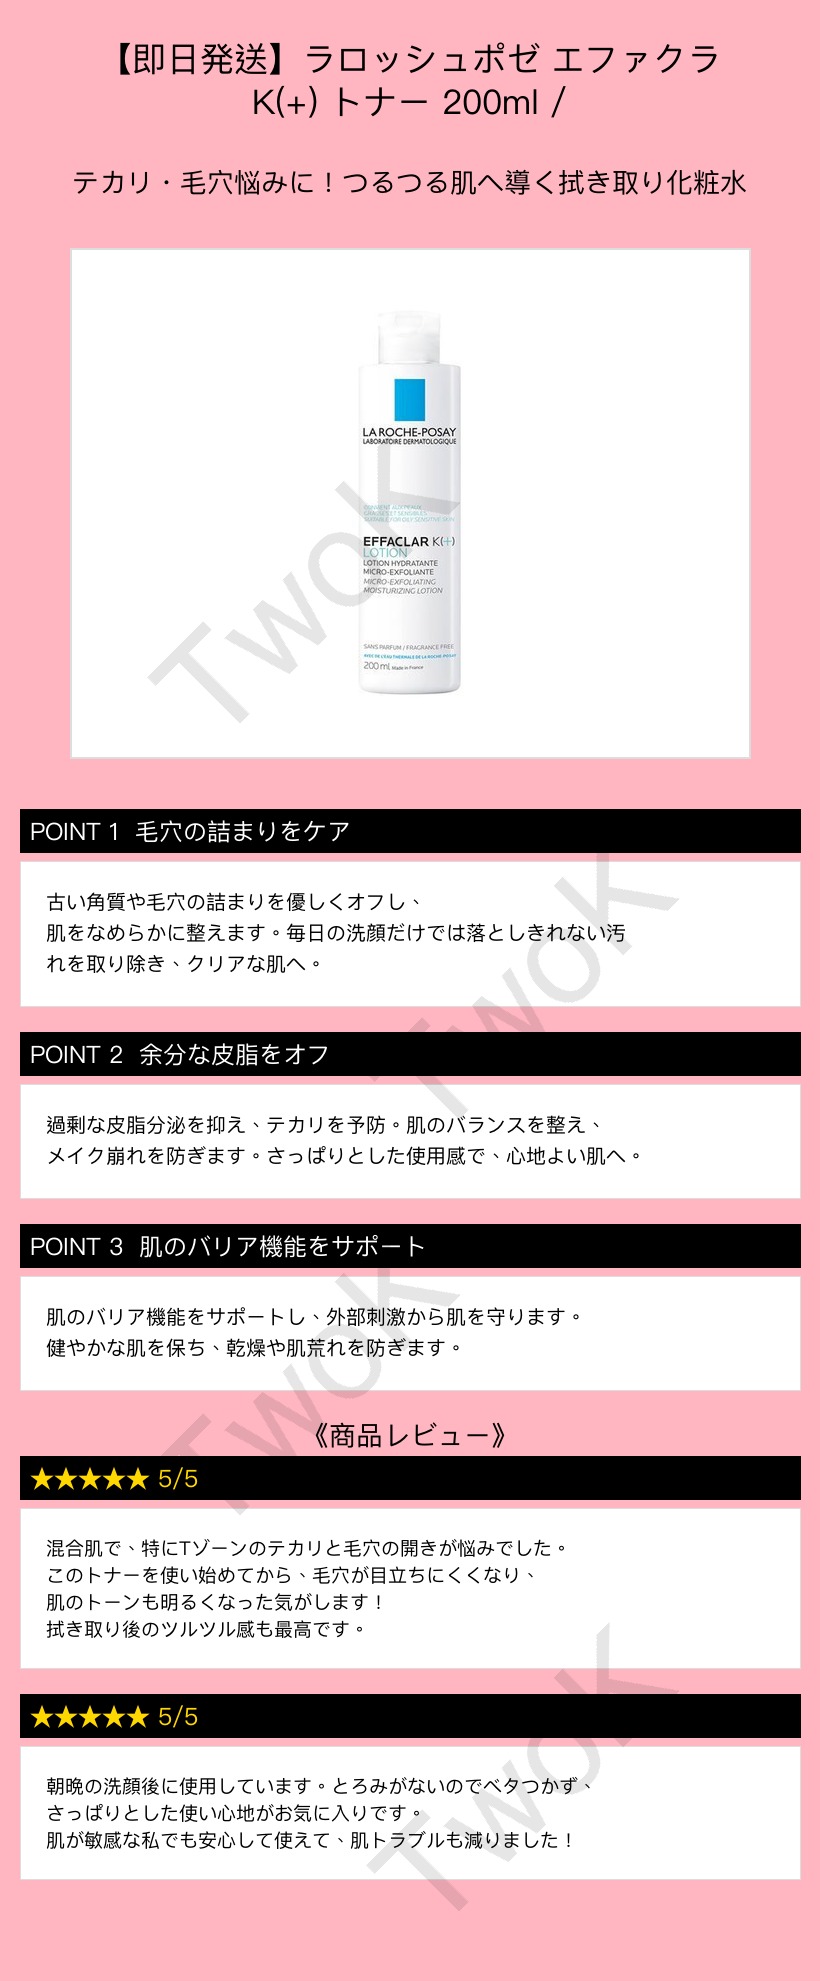 【即日発送】ラロッシュポゼ エファクラ
K(+) トナー 200ml /
テカリ・毛穴悩みに！つるつる肌へ導く拭き取り化粧水
LA ROCHE-POSAY
LABORATOIRE DERMATOLOGIQUE
SUITABLE FOR OILY SENSITIVE SKIN
EFFACLAR K(+)
LOTION
LOTION HYDRATANTE
MICRO-EXFOLIANTE
MICRO-EXFOLIATING
MOISTURIZING LOTION
SANS PARFUM / FRAGRANCE FREE
AVEC DE L'EAU THERMALE DE LA ROCHE-POSAY
200 ml Made in France
TwoK
POINT 1 毛穴の詰まりをケア
古い角質や毛穴の詰まりを優しくオフし、
肌をなめらかに整えます。毎日の洗顔だけでは落としきれない汚
れを取り除き、クリアな肌へ。
TwoK
POINT 2 余分な皮脂をオフ
過剰な皮脂分泌を抑え、テカリを予防。肌のバランスを整え、
メイク崩れを防ぎます。さっぱりとした使用感で、心地よい肌へ。
POINT 3 肌のバリア機能をサポート
肌のバリア機能をサポートし、外部刺激から肌を守ります。
健やかな肌を保ち、乾燥や肌荒れを防ぎます。
TwoK
《商品レビュー》
★★★★★ 5/5
混合肌で、特にTゾーンのテカリと毛穴の開きが悩みでした。
このトナーを使い始めてから、毛穴が目立ちにくくなり、
肌のトーンも明るくなった気がします！
拭き取り後のツルツル感も最高です。
★★★★★ 5/5
朝晩の洗顔後に使用しています。とろみがないのでベタつかず、
さっぱりとした使い心地がお気に入りです。
肌が敏感な私でも安心して使えて、肌トラブルも減りました！
TwoK